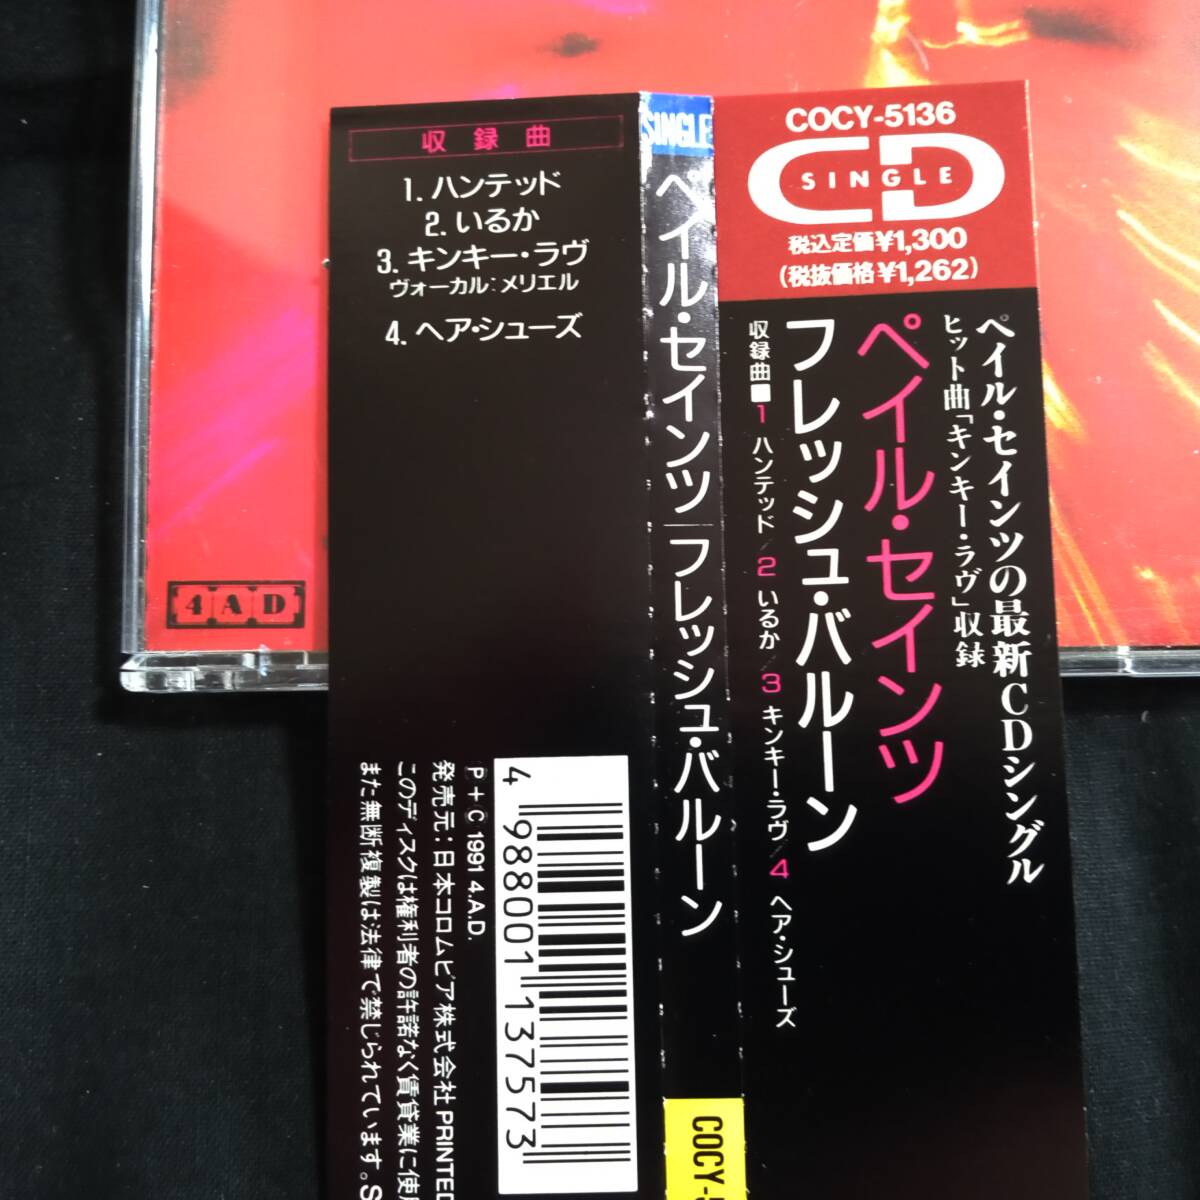 収録曲
1. ハンテッド
2. いるか
3. キンキー・ラヴ
ヴォーカル:メリエル
4. ヘア・シューズ
4 988001 137573
P+C 1991 4.A.D.
発売元:日本コロムビア株式会社 PRINTED
このディスクは権利者の許諾なく賃貸業に使用
また無断複製は法律で禁じられています。S
SINGLE
ペイル・セインツ/フレッシュ・バルーン
COCY-5
COCY-5136
CD
SINGLE
税込定価¥1,300
(税抜価格¥1,262)
ペイル・セインツの最新CDシングル
ヒット曲「キンキー・ラヴ」収録
ペイル・セインツ
フレッシュ・バルーン
収録曲■1 ハンテッド/2 いるか/3 キンキー・ラヴ/4 ヘア・シューズ
4AD